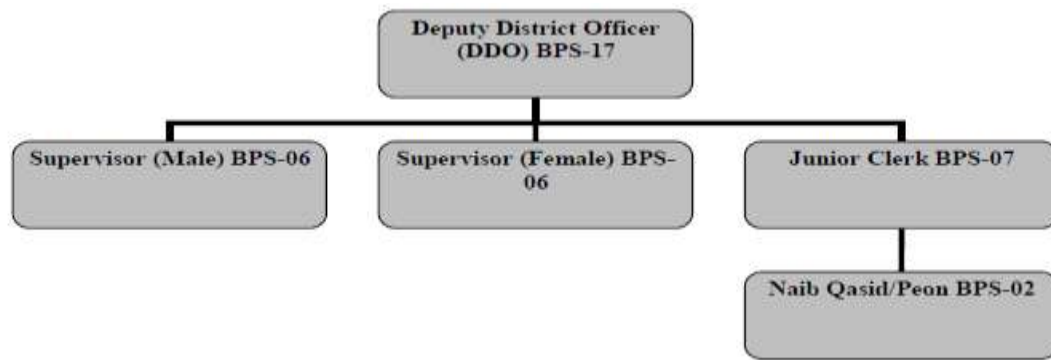 Deputy District Officer
(DDO) BPS-17
Supervisor (Male) BPS-06
Supervisor (Female) BPS-
06
Junior Clerk BPS-07
Naib Qasid/Peon BPS-02